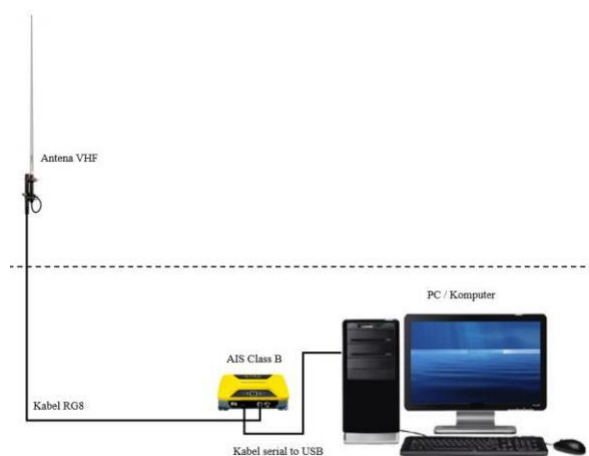 Antena VHF
PC / Komputer
AIS Class B
Kabel RG8
Kabel serial to USB